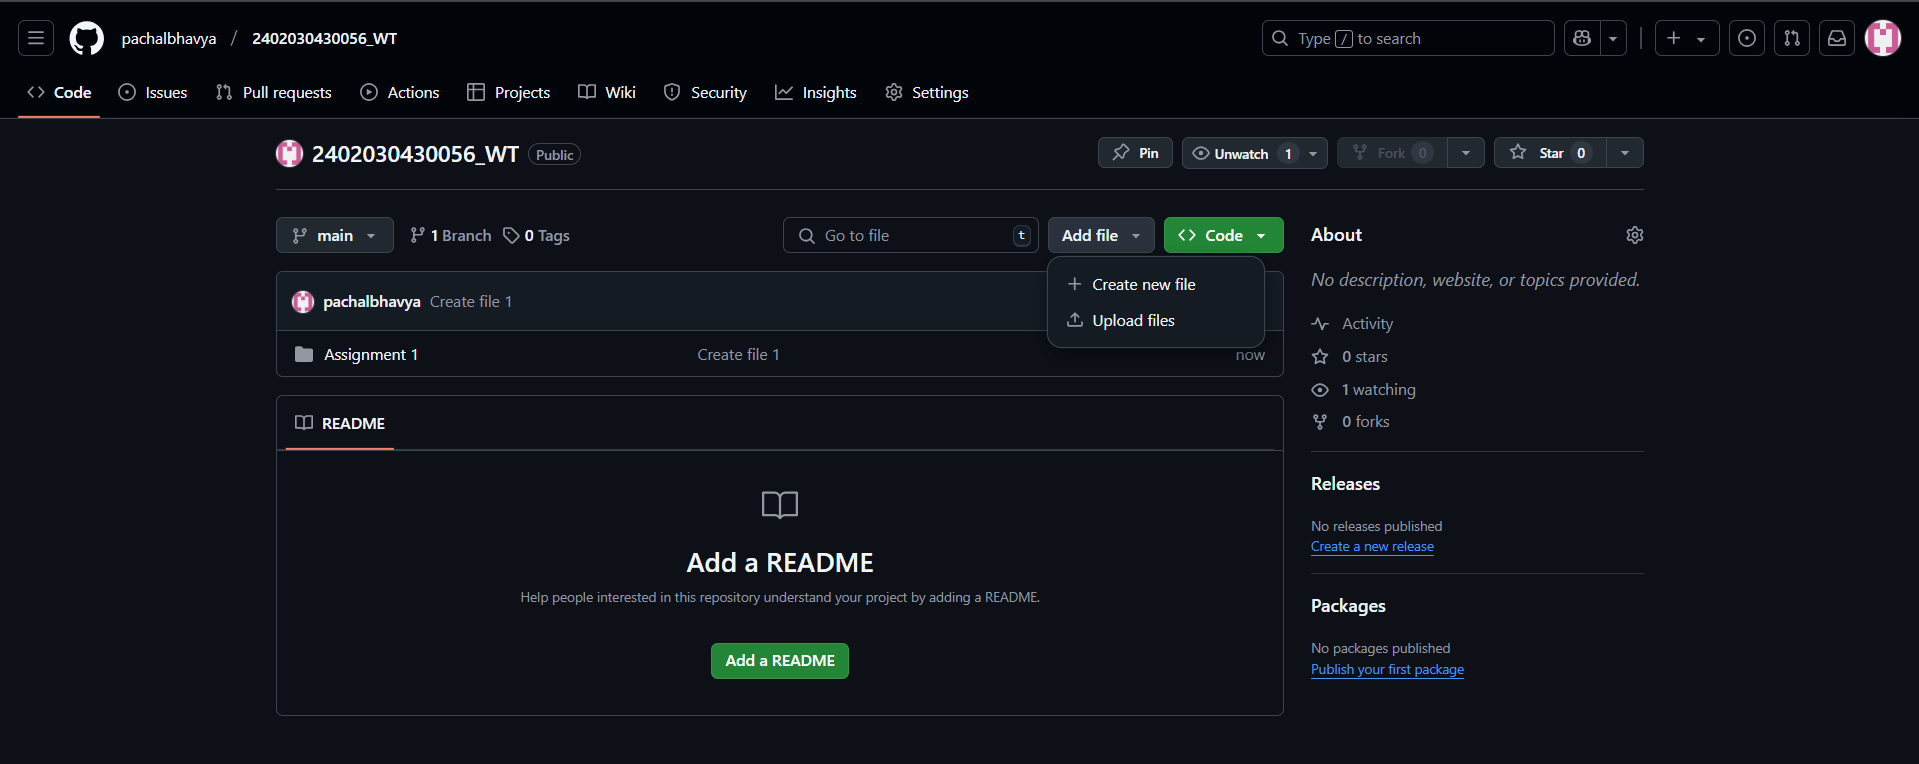 pachalbhavya / 2402030430056_WT
Type / to search
Code Issues Pull requests Actions Projects Wiki Security Insights Settings
2402030430056_WT Public
Pin Unwatch 1 Fork 0 Star 0
main 1 Branch 0 Tags Go to file t Add file Code
Create new file
Upload files
pachalbhavya Create file 1
Assignment 1 Create file 1 now
README
Add a README
Help people interested in this repository understand your project by adding a README.
Add a README
About
No description, website, or topics provided.
Activity
0 stars
1 watching
0 forks
Releases
No releases published
Create a new release
Packages
No packages published
Publish your first package